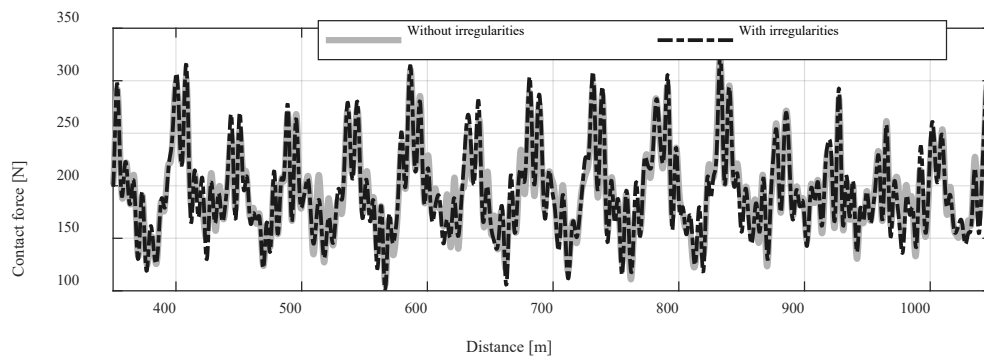 350
Without irregularities
With irregularities
300
250
200
150
100
Contact force [N]
400 500 600 700 800 900 1000
Distance [m]